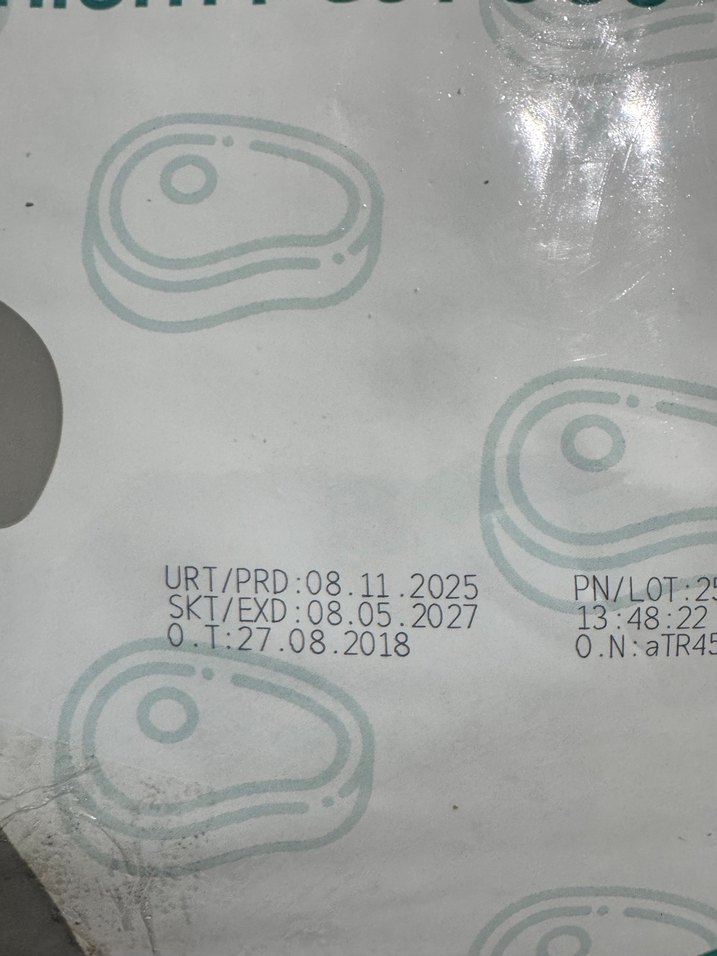 URT/PRD:08.11.2025
SKT/EXD:08.05.2027
O.T:27.08.2018
PN/LOT:25
13:48:22
O.N:aTR45